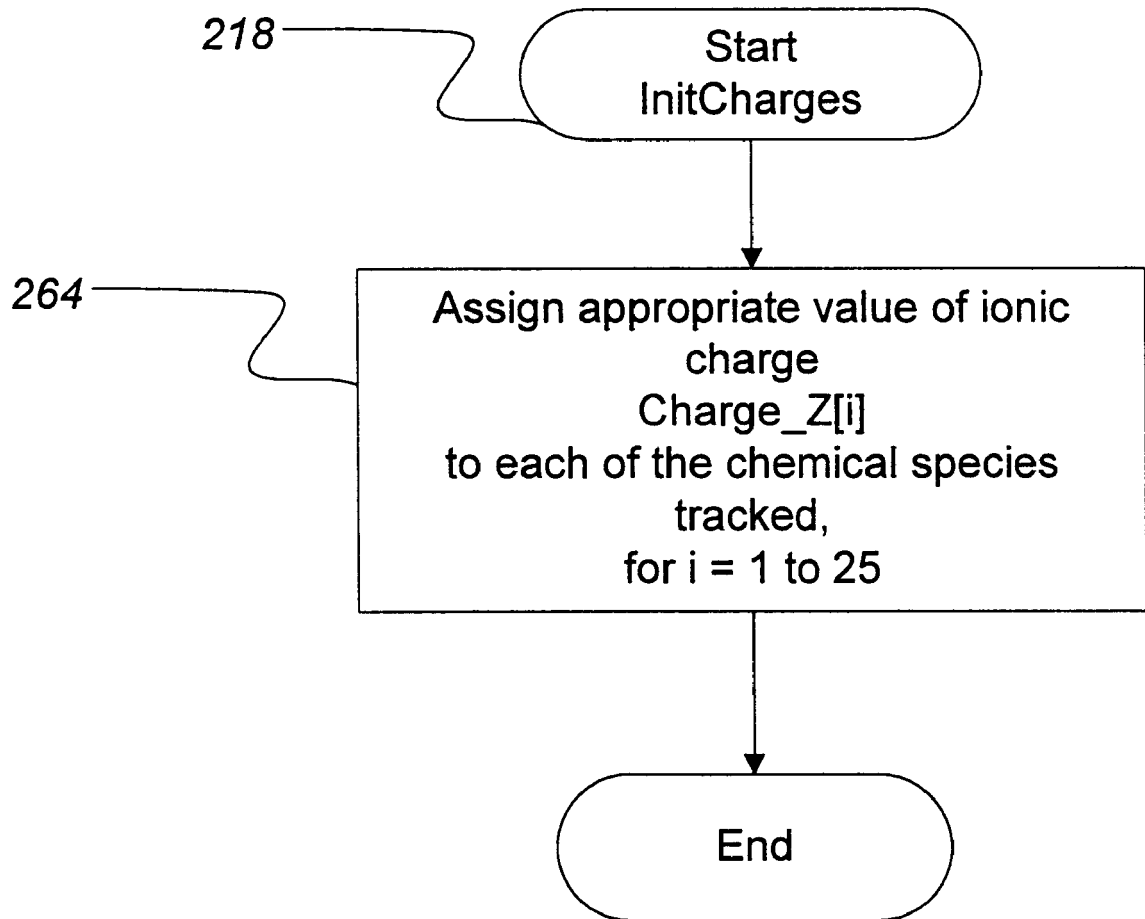 218
Start
InitCharges
264
Assign appropriate value of ionic
charge
Charge_Z[i]
to each of the chemical species
tracked,
for i = 1 to 25
End